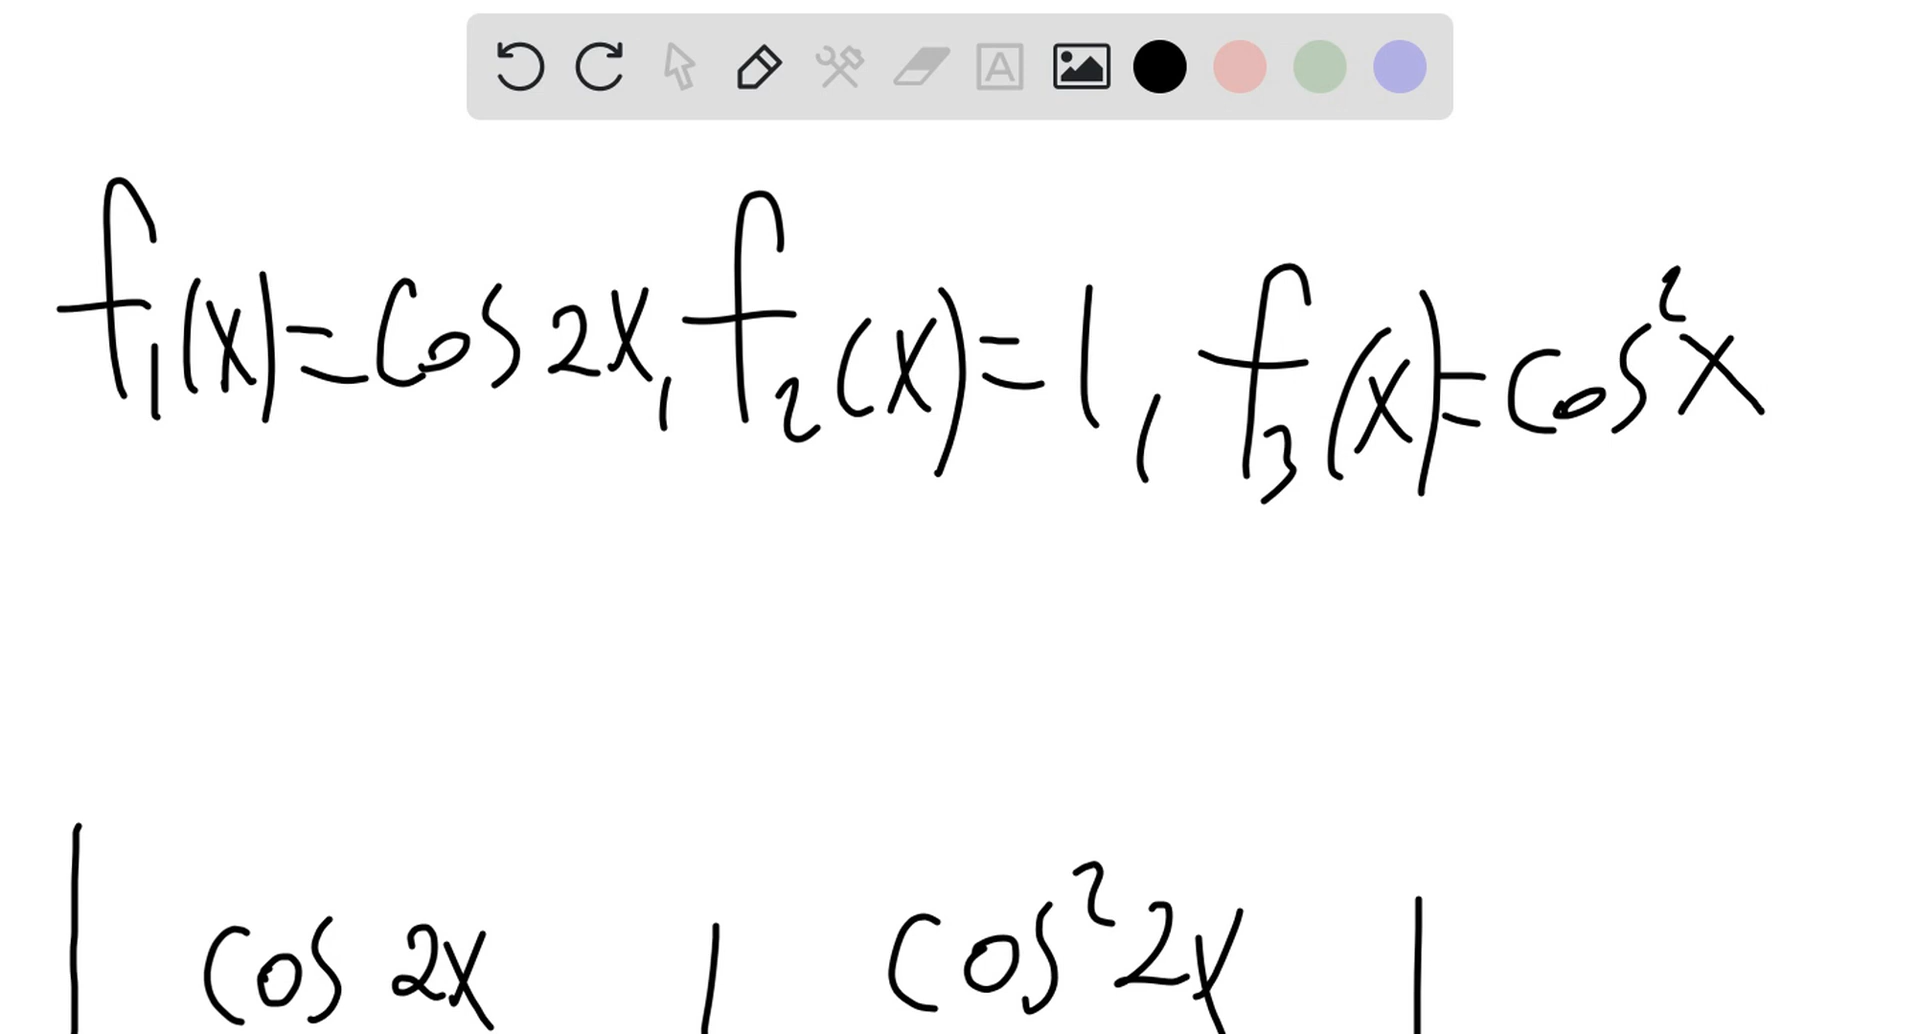 f₁(x)=cos2x, f₂(x)=1, f₃(x)=cos²x
| cos 2x 1 cos²2x |